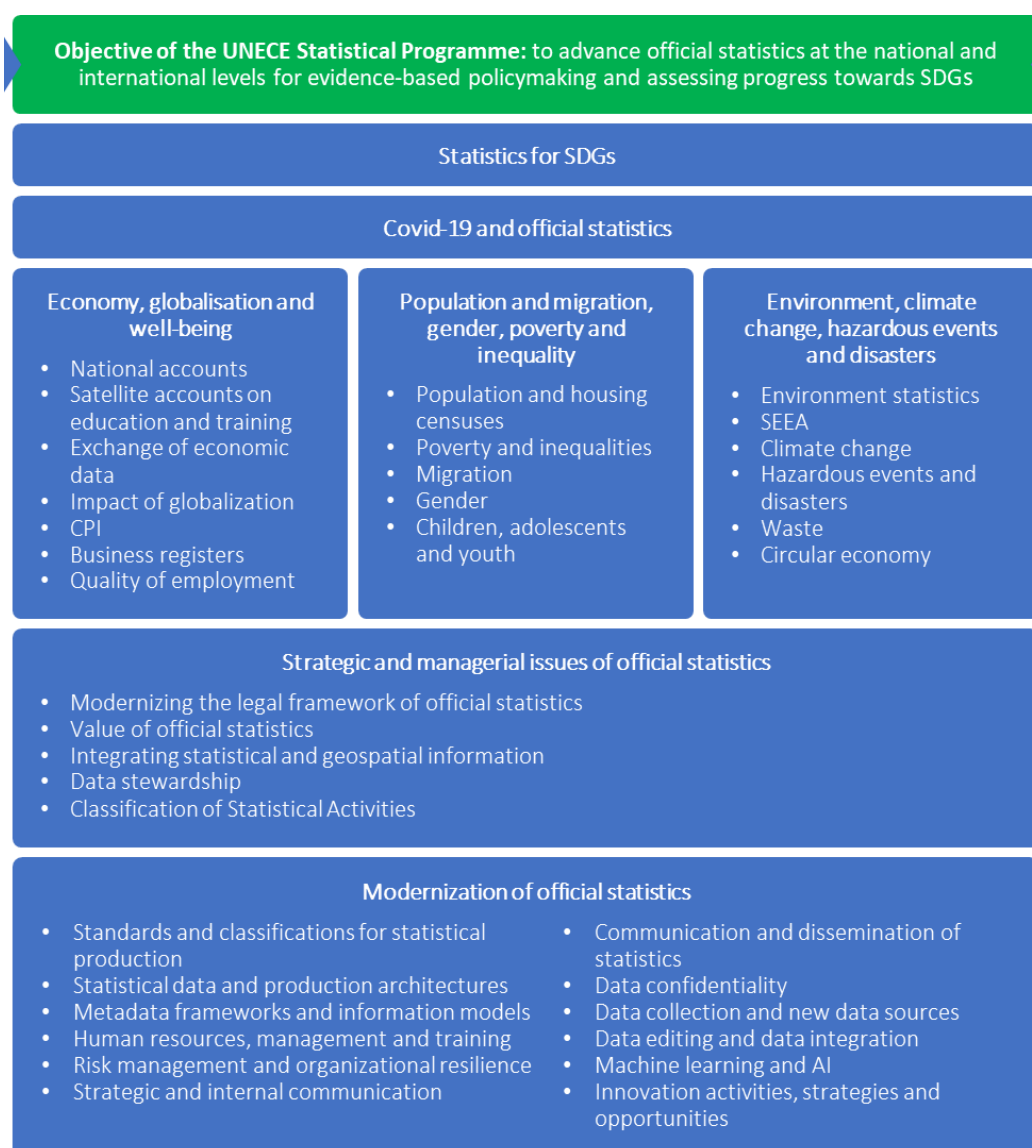 Objective of the UNECE Statistical Programme: to advance official statistics at the national and
international levels for evidence-based policymaking and assessing progress towards SDGs
Statistics for SDGs
Covid-19 and official statistics
Economy, globalisation and
well-being
• National accounts
• Satellite accounts on
education and training
• Exchange of economic
data
• Impact of globalization
• CPI
• Business registers
• Quality of employment
Population and migration,
gender, poverty and
inequality
• Population and housing
censuses
• Poverty and inequalities
• Migration
• Gender
• Children, adolescents
and youth
Environment, climate
change, hazardous events
and disasters
• Environment statistics
• SEEA
• Climate change
• Hazardous events and
disasters
• Waste
• Circular economy
Strategic and managerial issues of official statistics
• Modernizing the legal framework of official statistics
• Value of official statistics
• Integrating statistical and geospatial information
• Data stewardship
• Classification of Statistical Activities
Modernization of official statistics
• Standards and classifications for statistical
production
• Statistical data and production architectures
• Metadata frameworks and information models
• Human resources, management and training
• Risk management and organizational resilience
• Strategic and internal communication
• Communication and dissemination of
statistics
• Data confidentiality
• Data collection and new data sources
• Data editing and data integration
• Machine learning and AI
• Innovation activities, strategies and
opportunities